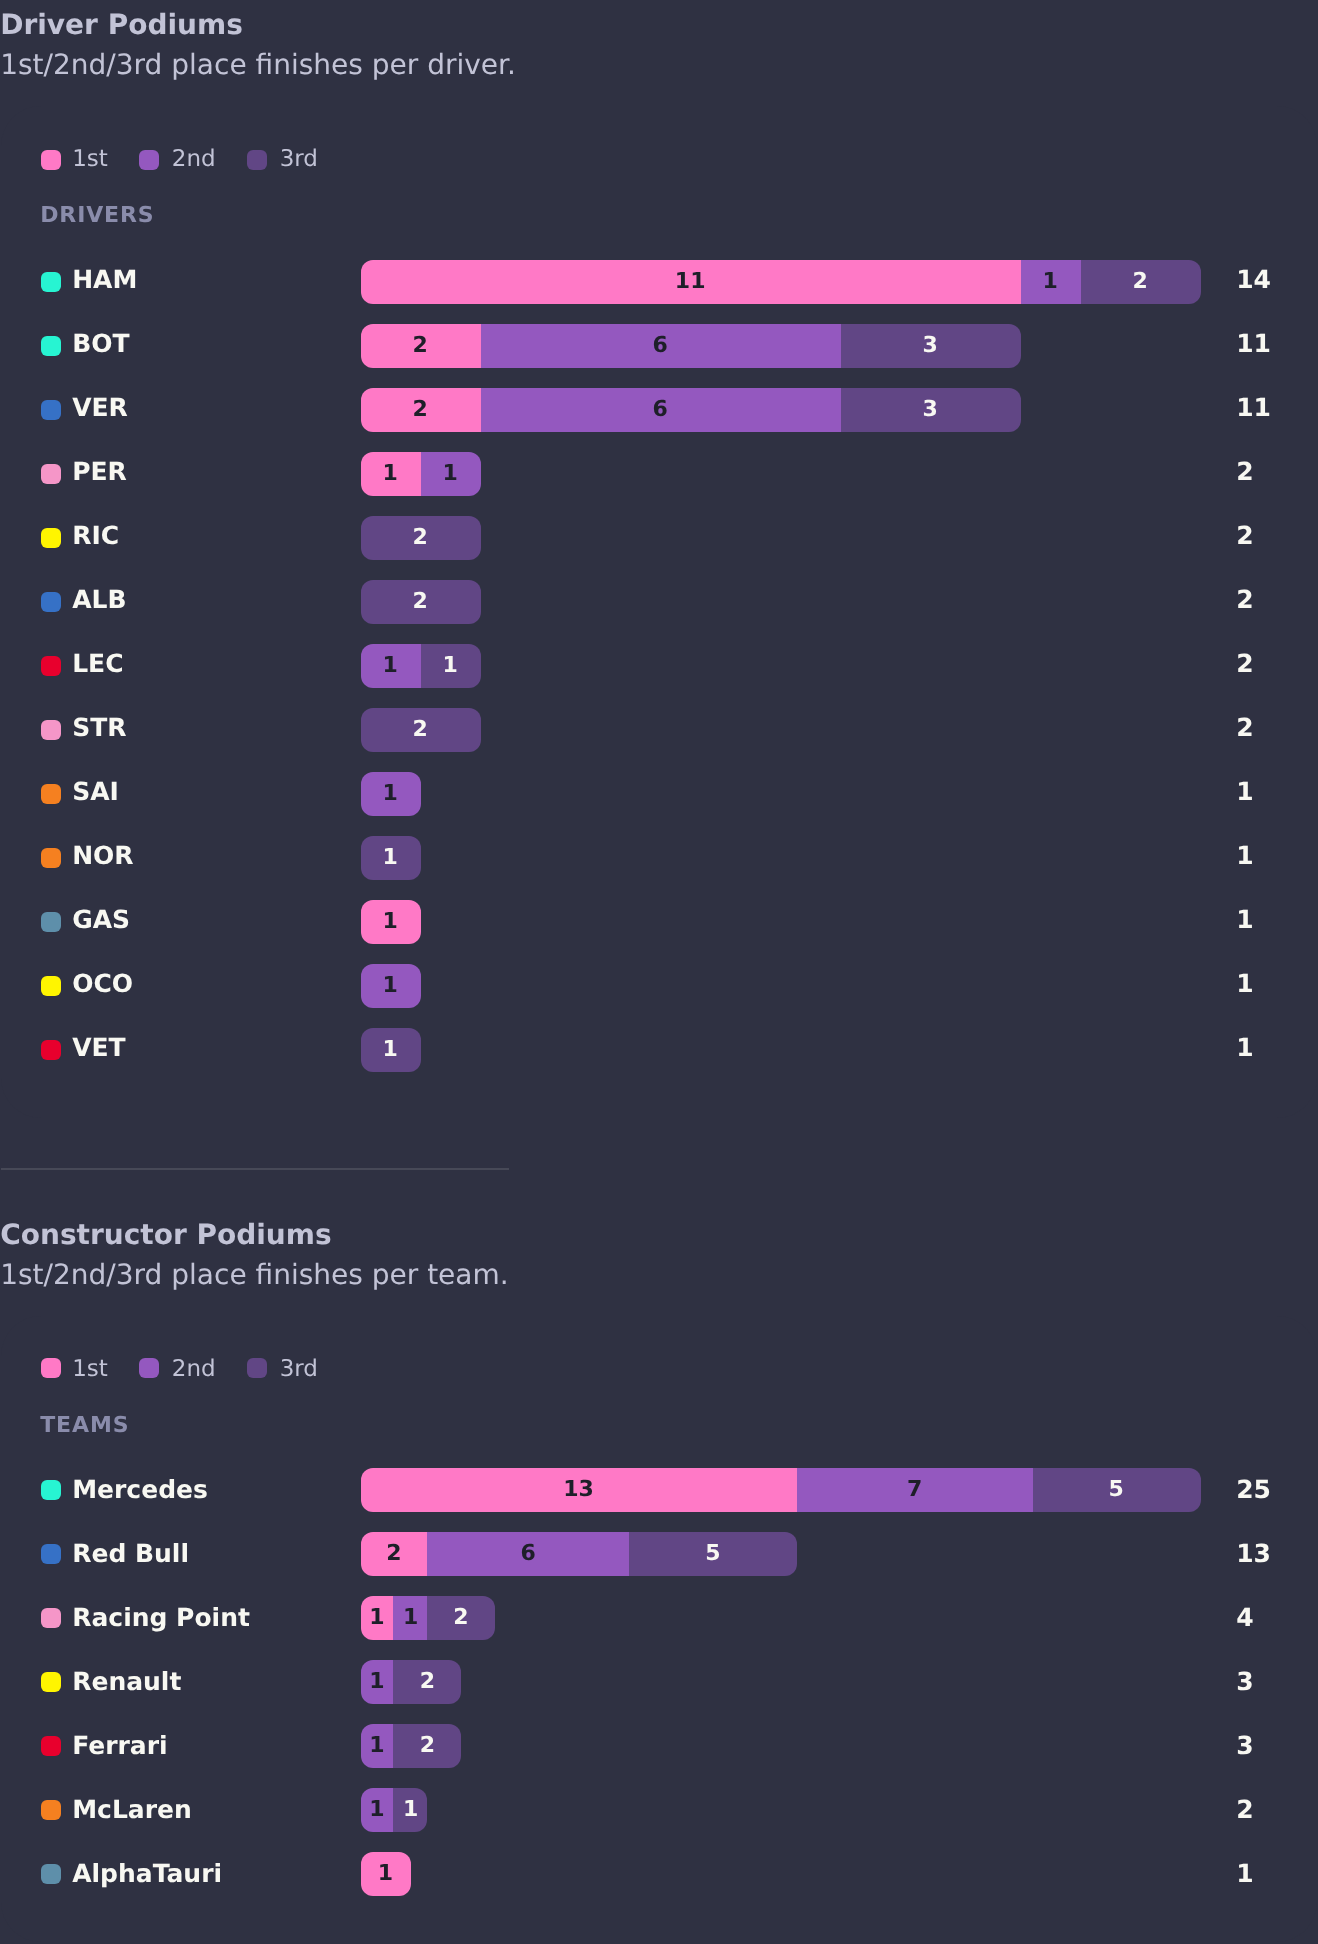 Driver Podiums
1st/2nd/3rd place finishes per driver.
1st 2nd 3rd
DRIVERS
HAM 11 1 2 14
BOT 2 6 3 11
VER 2 6 3 11
PER 1 1 2
RIC 2 2
ALB 2 2
LEC 1 1 2
STR 2 2
SAI 1 1
NOR 1 1
GAS 1 1
OCO 1 1
VET 1 1
Constructor Podiums
1st/2nd/3rd place finishes per team.
1st 2nd 3rd
TEAMS
Mercedes 13 7 5 25
Red Bull 2 6 5 13
Racing Point 1 1 2 4
Renault 1 2 3
Ferrari 1 2 3
McLaren 1 1 2
AlphaTauri 1 1